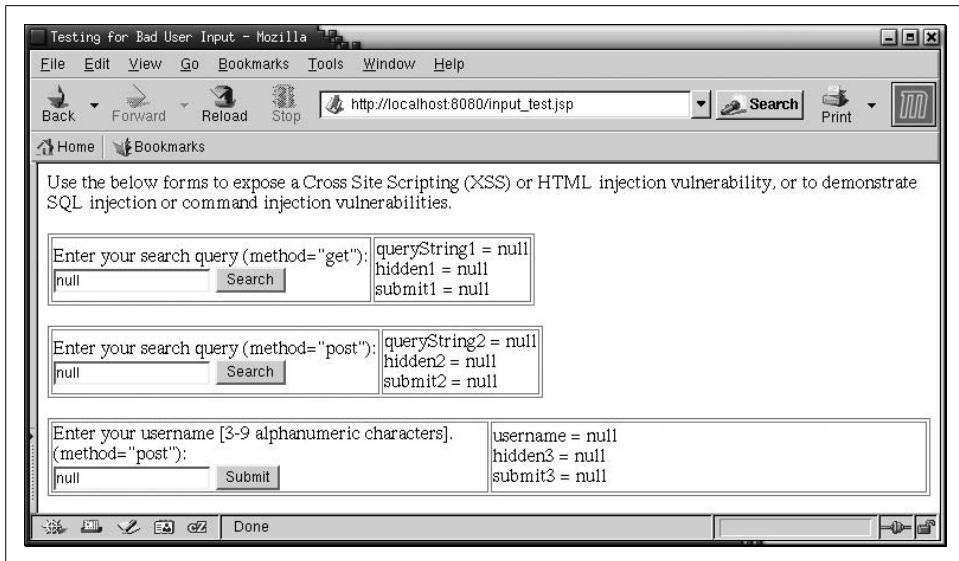 Testing for Bad User Input - Mozilla
File Edit View Go Bookmarks Tools Window Help
Back Forward Reload Stop http://localhost:8080/input_test.jsp Search Print
Home Bookmarks
Use the below forms to expose a Cross Site Scripting (XSS) or HTML injection vulnerability, or to demonstrate
SQL injection or command injection vulnerabilities.
Enter your search query (method="get"):
null Search
queryString1 = null
hidden1 = null
submit1 = null
Enter your search query (method="post"):
null Search
queryString2 = null
hidden2 = null
submit2 = null
Enter your username [3-9 alphanumeric characters].
(method="post"):
null Submit
username = null
hidden3 = null
submit3 = null
Done